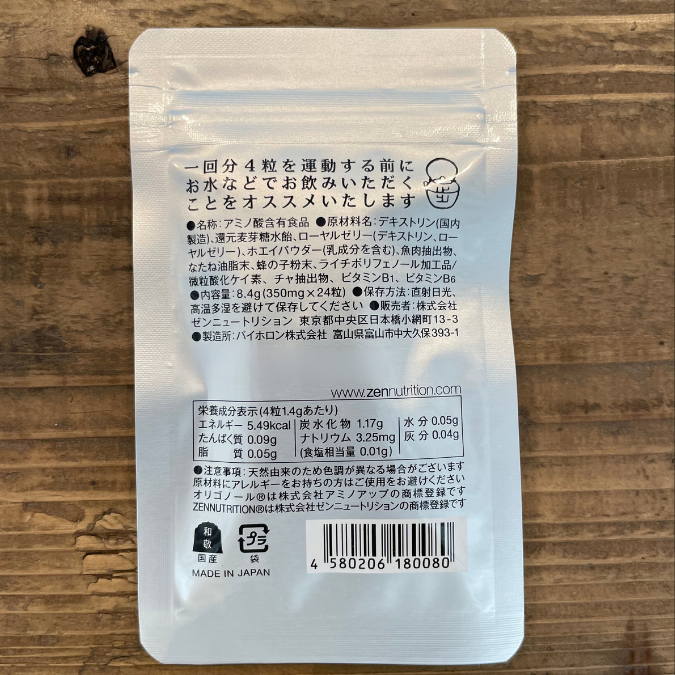 一回分４粒を運動する前に
お水などでお飲みいただく
ことをオススメいたします
●名称：アミノ酸含有食品 ●原材料名：デキストリン(国内
製造)、還元麦芽糖水飴、ローヤルゼリー(デキストリン、ロー
ヤルゼリー)、ホエイパウダー(乳成分を含む)、魚肉抽出物、
なたね油脂末、蜂の子粉末、ライチポリフェノール加工品/
微粒酸化ケイ素、チャ抽出物、ビタミンB1、ビタミンB6
●内容量：8.4g(350mg×24粒) ●保存方法：直射日光、
高温多湿を避けて保存してください ●販売者：株式会社
ゼンニュートリション 東京都中央区日本橋小網町13-3
●製造所：バイホロン株式会社 富山県富山市中大久保393-1
www.zennutrition.com
栄養成分表示(4粒1.4gあたり)
エネルギー 5.49kcal 炭水化物 1.17g 水分 0.05g
たんぱく質 0.09g ナトリウム 3.25mg 灰分 0.04g
脂質 0.05g (食塩相当量 0.01g)
●注意事項：天然由来のため色調が異なる場合がございます
原材料にアレルギーをお持ちの方はご使用をお避けください
オリゴノール®は株式会社アミノアップの商標登録です
ZENNUTRITION®は株式会社ゼンニュートリションの商標登録です
和敬
国産
プラ
袋
MADE IN JAPAN
4 580206 180080